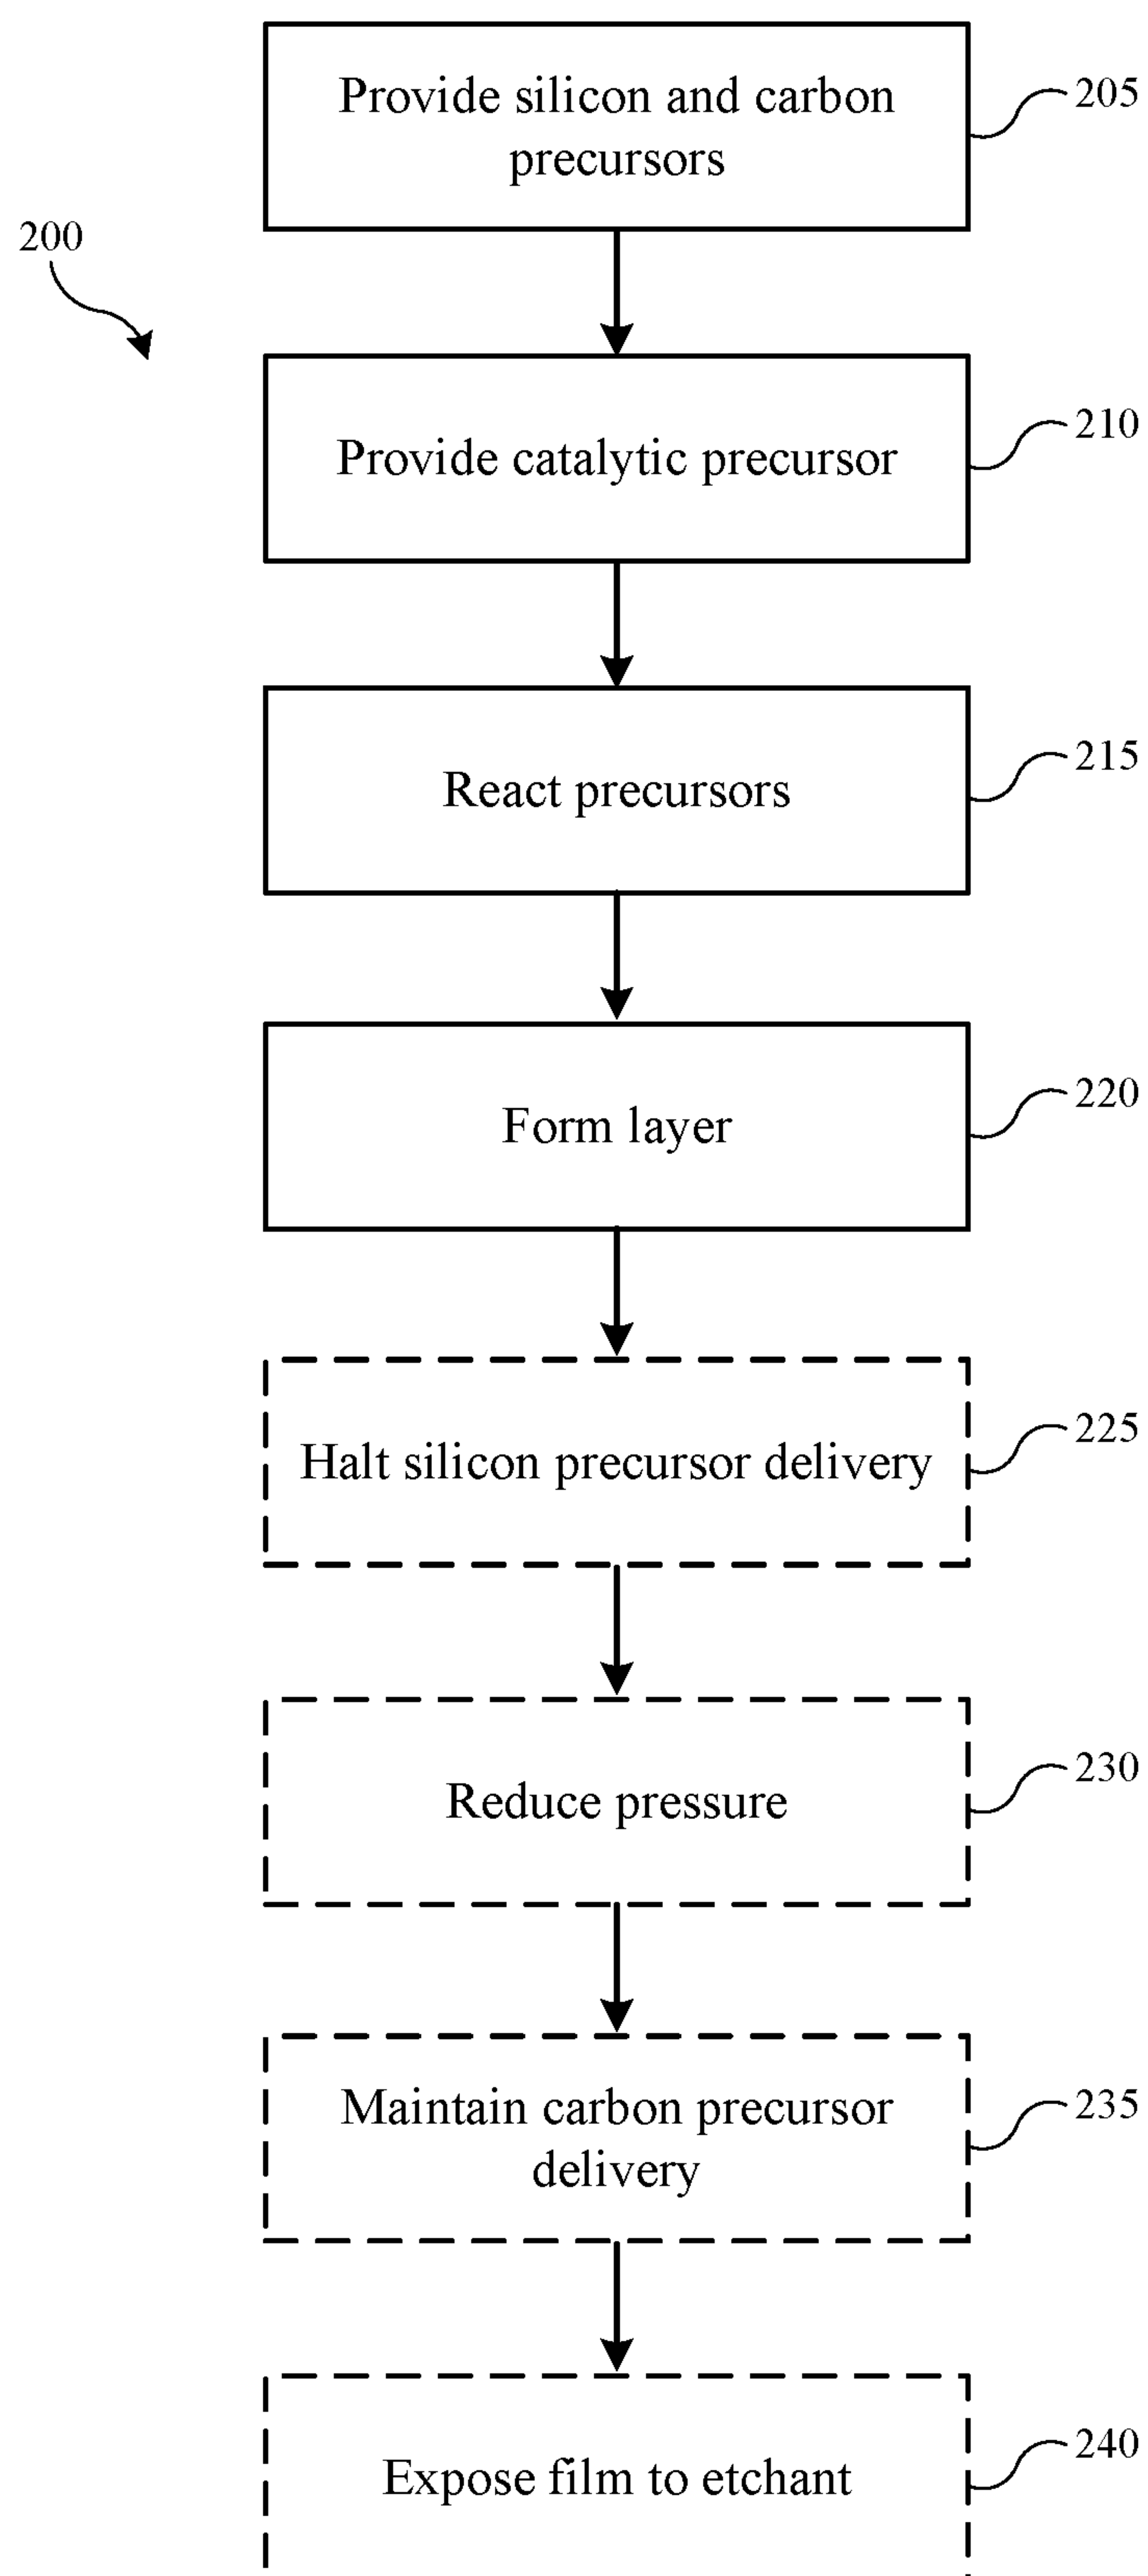 Provide silicon and carbon
precursors
205
200
Provide catalytic precursor
210
React precursors
215
Form layer
220
Halt silicon precursor delivery
225
Reduce pressure
230
Maintain carbon precursor
delivery
235
Expose film to etchant
240